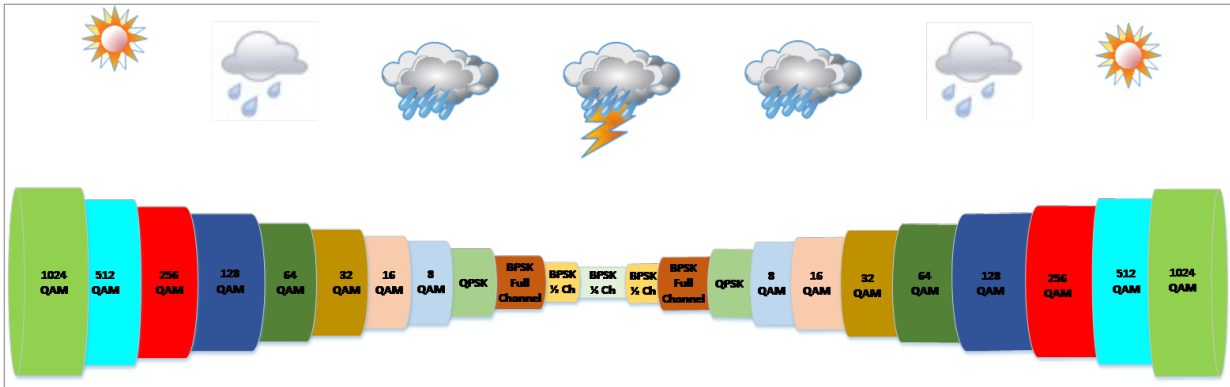 1024
QAM
512
QAM
256
QAM
128
QAM
64
QAM
32
QAM
16
QAM
8
QAM
QPSK
BPSK
Full
Channel
BPSK
½ Ch
BPSK
¼ Ch
BPSK
½ Ch
BPSK
Full
Channel
QPSK
8
QAM
16
QAM
32
QAM
64
QAM
128
QAM
256
QAM
512
QAM
1024
QAM